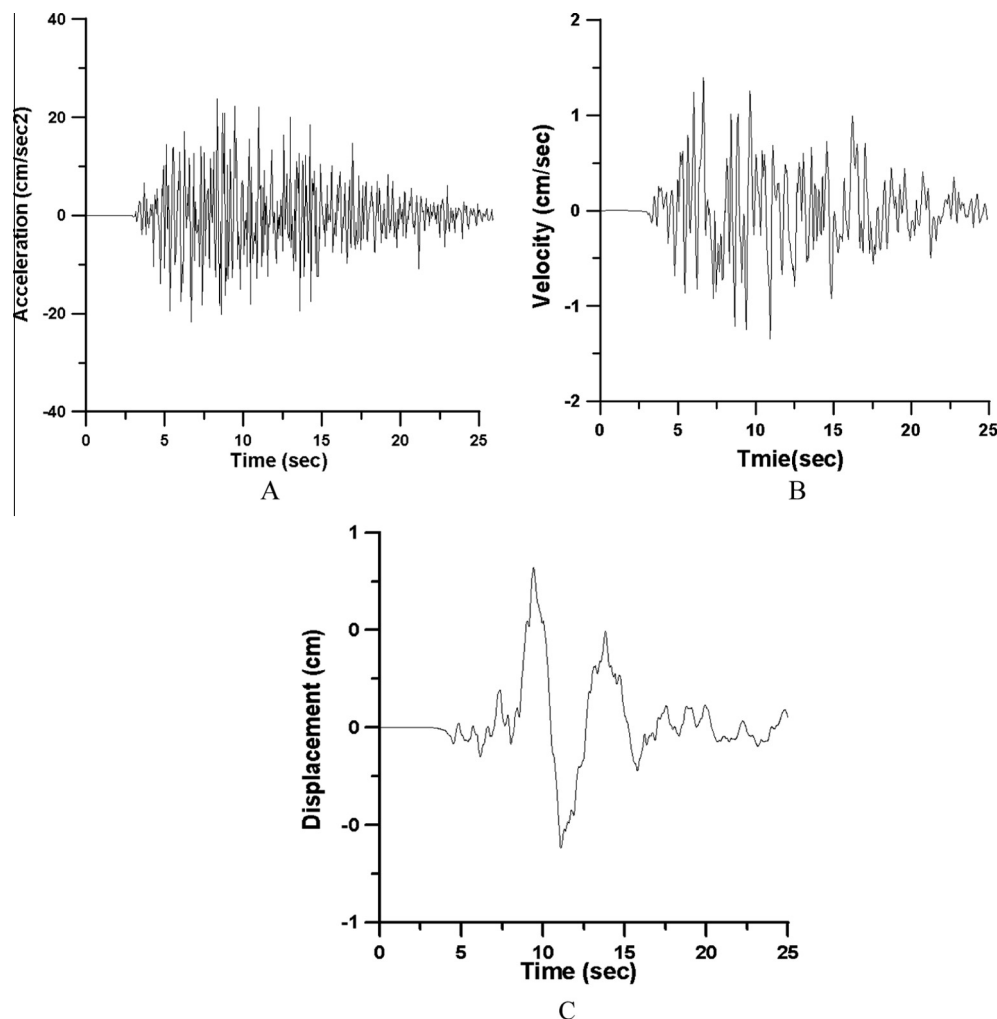 40
20
0
-20
-40
Acceleration (cm/sec2)
0 5 10 15 20 25
Time (sec)
A
2
1
0
-1
-2
Velocity (cm/sec)
0 5 10 15 20 25
Tmie(sec)
B
1
0
0
-0
-1
Displacement (cm)
0 5 10 15 20 25
Time (sec)
C